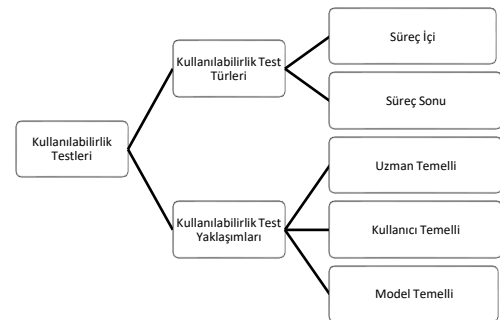 Kullanılabilirlik
Testleri
Kullanılabilirlik Test
Türleri
Süreç İçi
Süreç Sonu
Kullanılabilirlik Test
Yaklaşımları
Uzman Temelli
Kullanıcı Temelli
Model Temelli